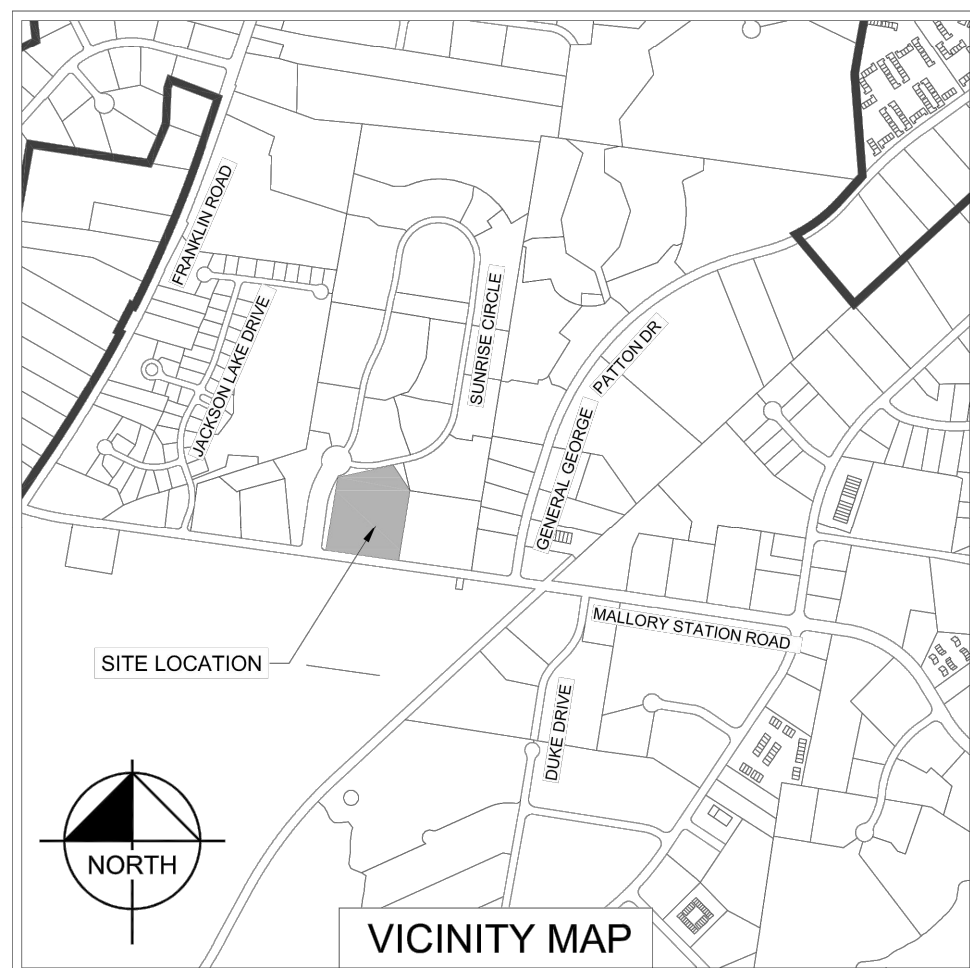 FRANKLIN ROAD
JACKSON LAKE DRIVE
SUNRISE CIRCLE
GENERAL GEORGE PATTON DR
MALLORY STATION ROAD
SITE LOCATION
DUKE DRIVE
NORTH
VICINITY MAP